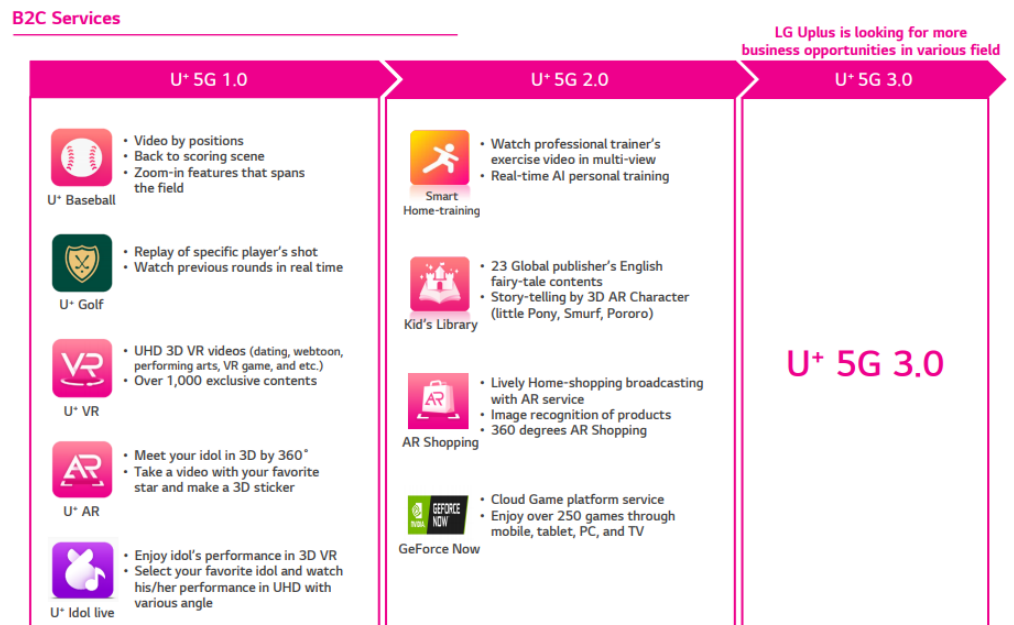 B2C Services
LG Uplus is looking for more
business opportunities in various field
U⁺ 5G 1.0
U⁺ 5G 2.0
U⁺ 5G 3.0
U⁺ Baseball
• Video by positions
• Back to scoring scene
• Zoom-in features that spans
the field
U⁺ Golf
• Replay of specific player's shot
• Watch previous rounds in real time
VR
U⁺ VR
• UHD 3D VR videos (dating, webtoon,
performing arts, VR game, and etc.)
• Over 1,000 exclusive contents
AR
U⁺ AR
• Meet your idol in 3D by 360˚
• Take a video with your favorite
star and make a 3D sticker
U⁺ Idol live
• Enjoy idol's performance in 3D VR
• Select your favorite idol and watch
his/her performance in UHD with
various angle
Smart
Home-training
• Watch professional trainer's
exercise video in multi-view
• Real-time AI personal training
Kid's Library
• 23 Global publisher's English
fairy-tale contents
• Story-telling by 3D AR Character
(little Pony, Smurf, Pororo)
AR
AR Shopping
• Lively Home-shopping broadcasting
with AR service
• Image recognition of products
• 360 degrees AR Shopping
NVIDIA
GEFORCE
NOW
GeForce Now
• Cloud Game platform service
• Enjoy over 250 games through
mobile, tablet, PC, and TV
U⁺ 5G 3.0